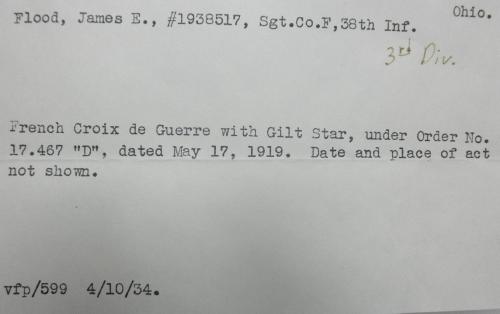 Flood, James E., #1938517, Sgt.Co.F,38th Inf. Ohio.
3rd Div.
French Croix de Guerre with Gilt Star, under Order No.
17.467 "D", dated May 17, 1919. Date and place of act
not shown.
vfp/599 4/10/34.